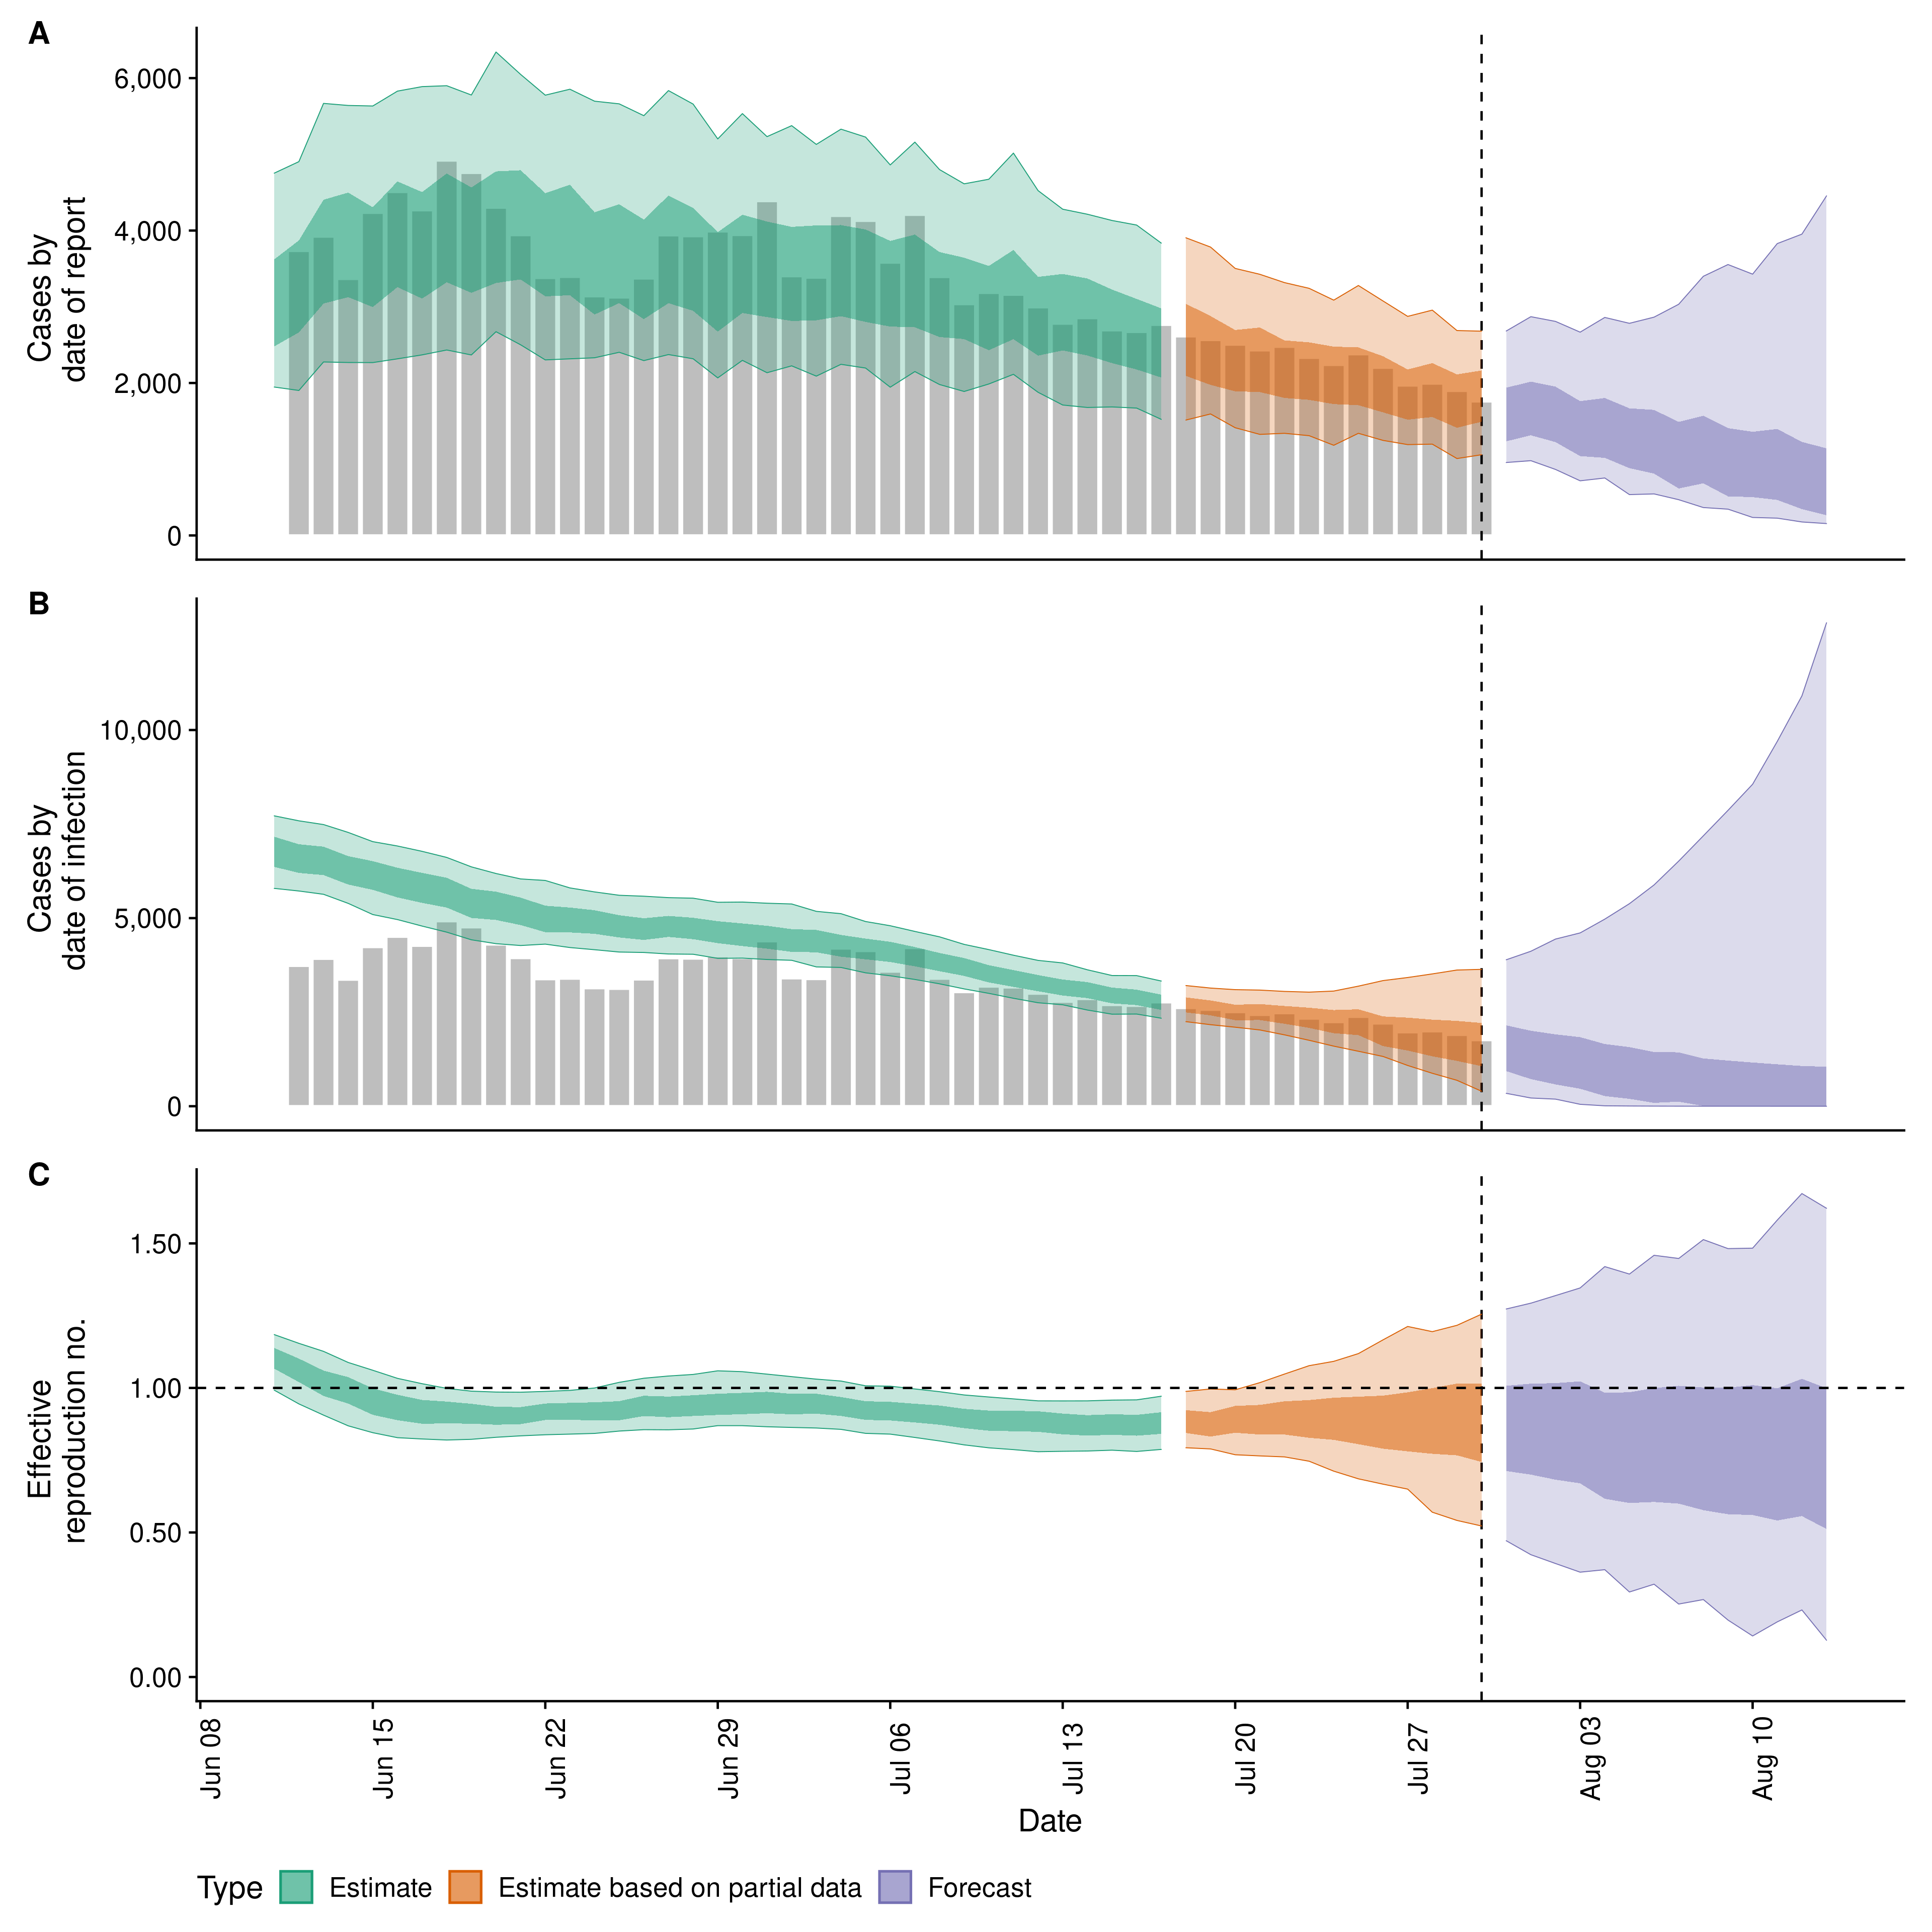 A
Cases by
date of report
6,000
4,000
2,000
0
B
Cases by
date of infection
10,000
5,000
0
C
Effective
reproduction no.
1.50
1.00
0.50
0.00
Jun 08
Jun 15
Jun 22
Jun 29
Jul 06
Jul 13
Jul 20
Jul 27
Aug 03
Aug 10
Date
Type
Estimate
Estimate based on partial data
Forecast